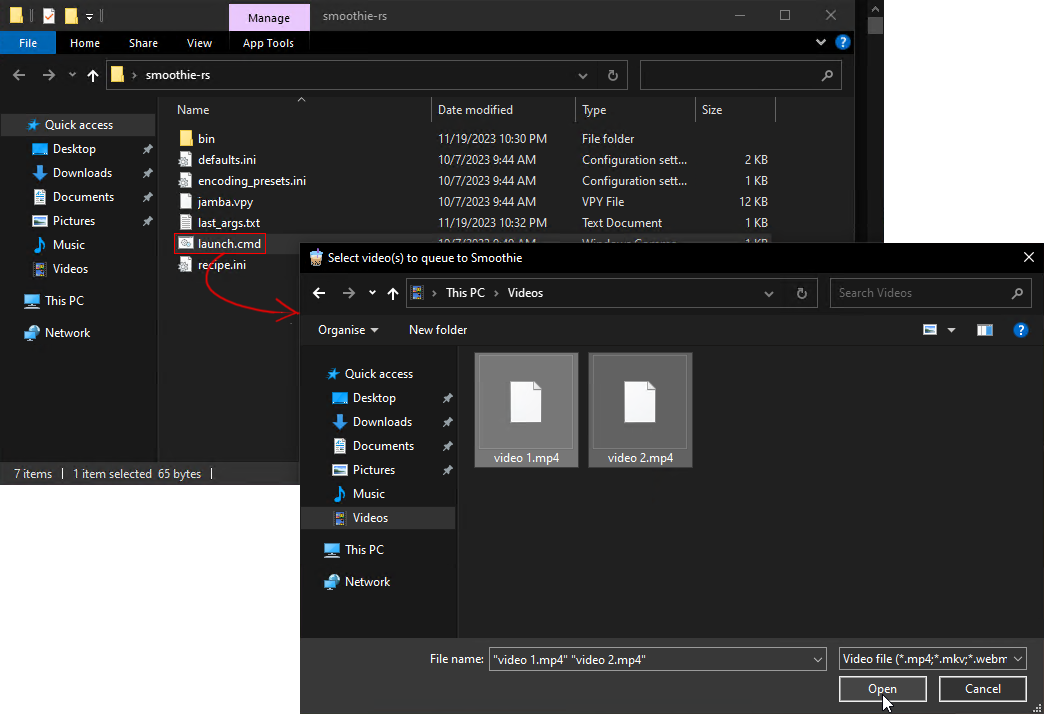 Manage
smoothie-rs
File
Home
Share
View
App Tools
smoothie-rs
Name
Date modified
Type
Size
Quick access
Desktop
Downloads
Documents
Pictures
Music
Videos
This PC
Network
bin 11/19/2023 10:30 PM File folder
defaults.ini 10/7/2023 9:44 AM Configuration sett... 2 KB
encoding_presets.ini 10/7/2023 9:44 AM Configuration sett... 1 KB
jamba.vpy 10/7/2023 9:44 AM VPY File 12 KB
last_args.txt 11/19/2023 10:32 PM Text Document 1 KB
launch.cmd
recipe.ini
7 items
1 item selected 65 bytes
Select video(s) to queue to Smoothie
This PC
Videos
Search Videos
Organise
New folder
Quick access
Desktop
Downloads
Documents
Pictures
Music
Videos
This PC
Network
video 1.mp4
video 2.mp4
File name:
"video 1.mp4" "video 2.mp4"
Video file (*.mp4;*.mkv;*.webm
Open
Cancel